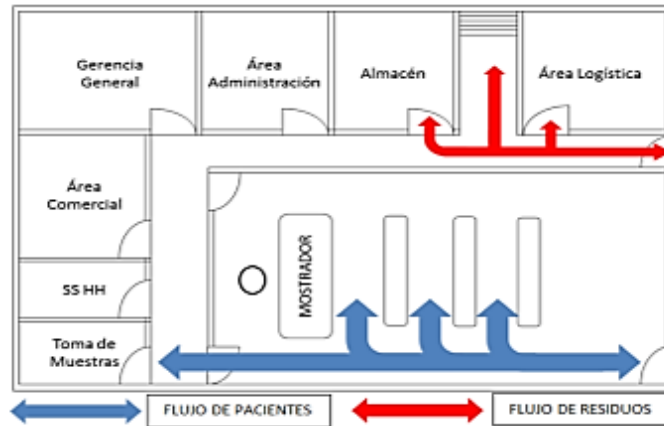 Gerencia
General
Área
Administración
Almacén
Área Logística
Área
Comercial
MOSTRADOR
SS HH
Toma de
Muestras
FLUJO DE PACIENTES
FLUJO DE RESIDUOS